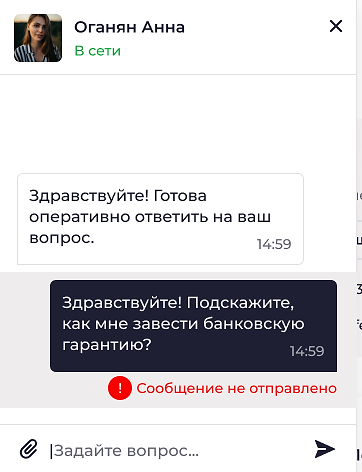 Оганян Анна
В сети
Здравствуйте! Готова
оперативно ответить на ваш
вопрос.
14:59
Здравствуйте! Подскажите,
как мне завести банковскую
гарантию?
14:59
! Сообщение не отправлено
Задайте вопрос...